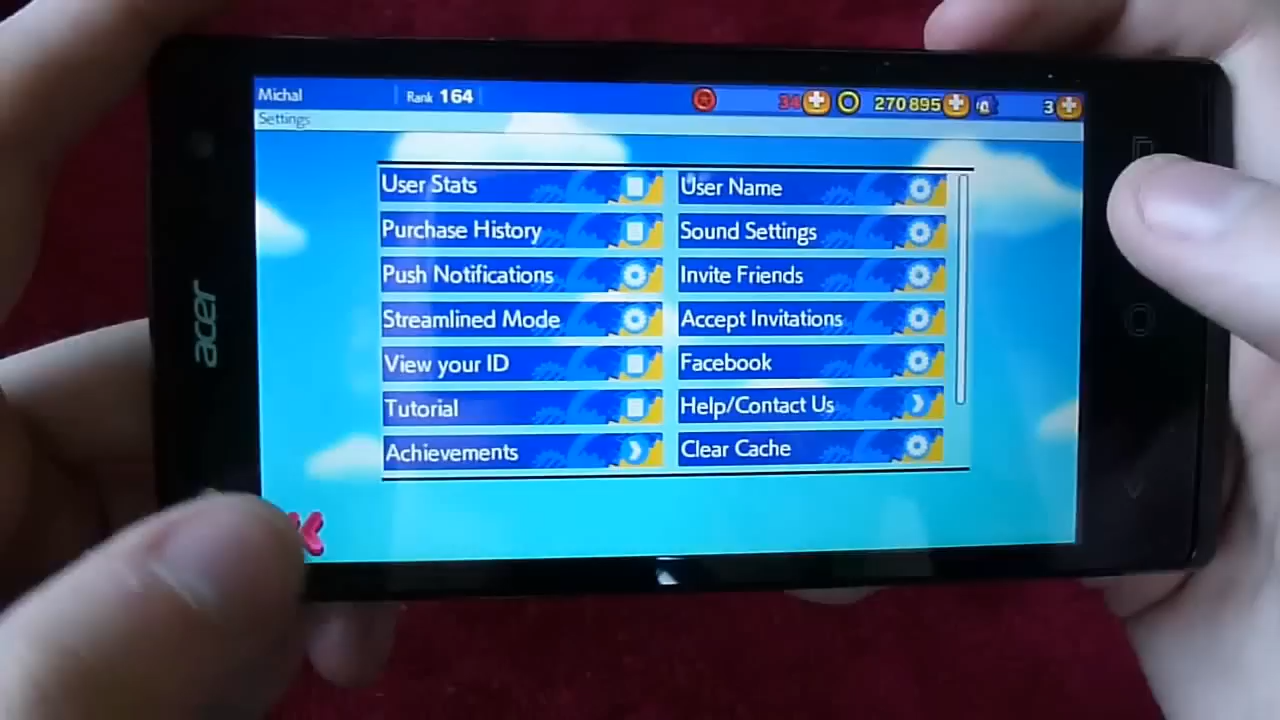 Michal Rank 164 34 270 895 3
Settings
User Stats User Name
Purchase History Sound Settings
Push Notifications Invite Friends
Streamlined Mode Accept Invitations
View your ID Facebook
Tutorial Help/Contact Us
Achievements Clear Cache
acer